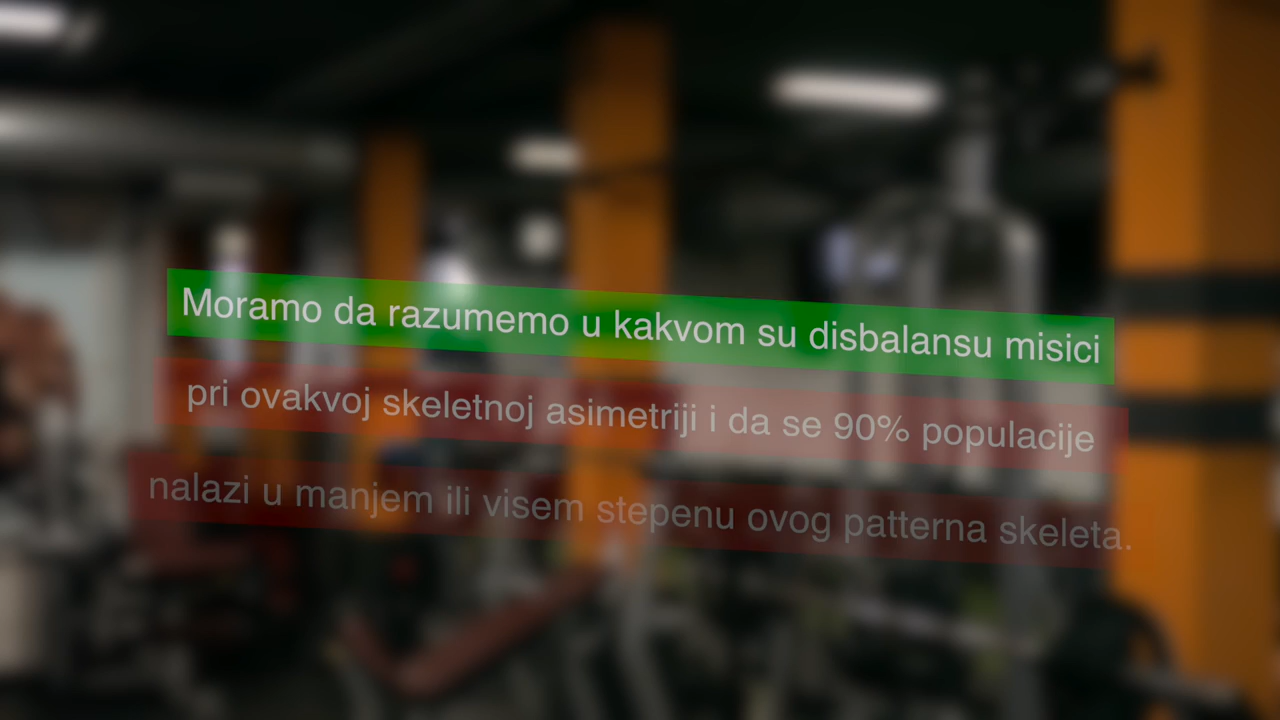 Moramo da razumemo u kakvom su disbalansu misici
pri ovakvoj skeletnoj asimetriji i da se 90% populacije
nalazi u manjem ili visem stepenu ovog patterna skeleta.